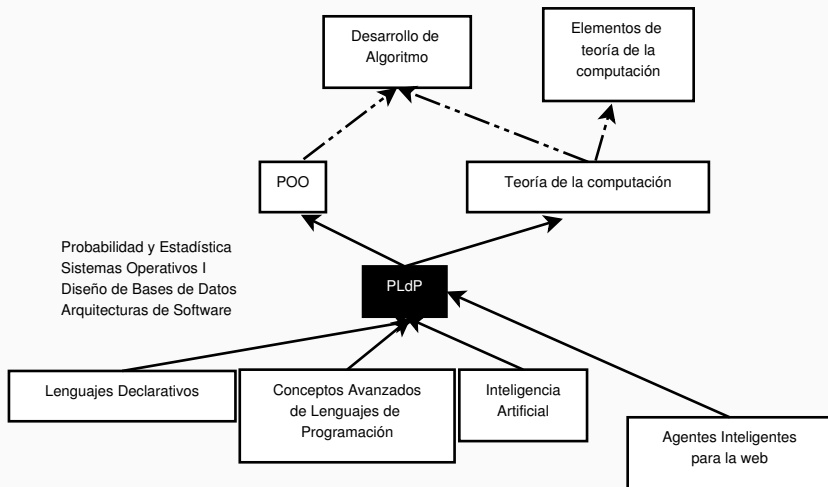 Desarrollo de
Algoritmo
Elementos de
teoría de la
computación
POO
Teoría de la computación
Probabilidad y Estadística
Sistemas Operativos I
Diseño de Bases de Datos
Arquitecturas de Software
PLdP
Lenguajes Declarativos
Conceptos Avanzados
de Lenguajes de
Programación
Inteligencia
Artificial
Agentes Inteligentes
para la web